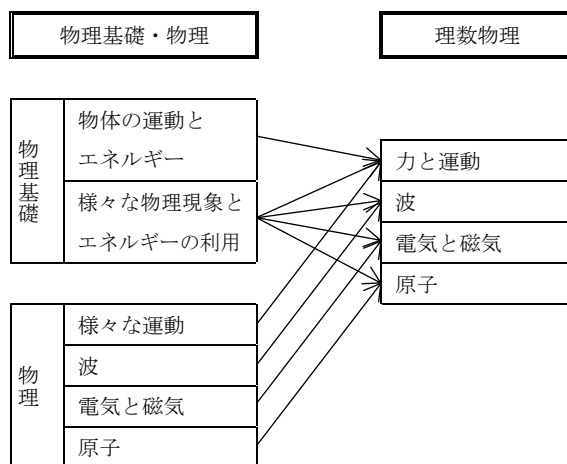 物理基礎・物理
理数物理
物理基礎
物体の運動と
エネルギー
様々な物理現象と
エネルギーの利用
力と運動
波
電気と磁気
原子
物理
様々な運動
波
電気と磁気
原子